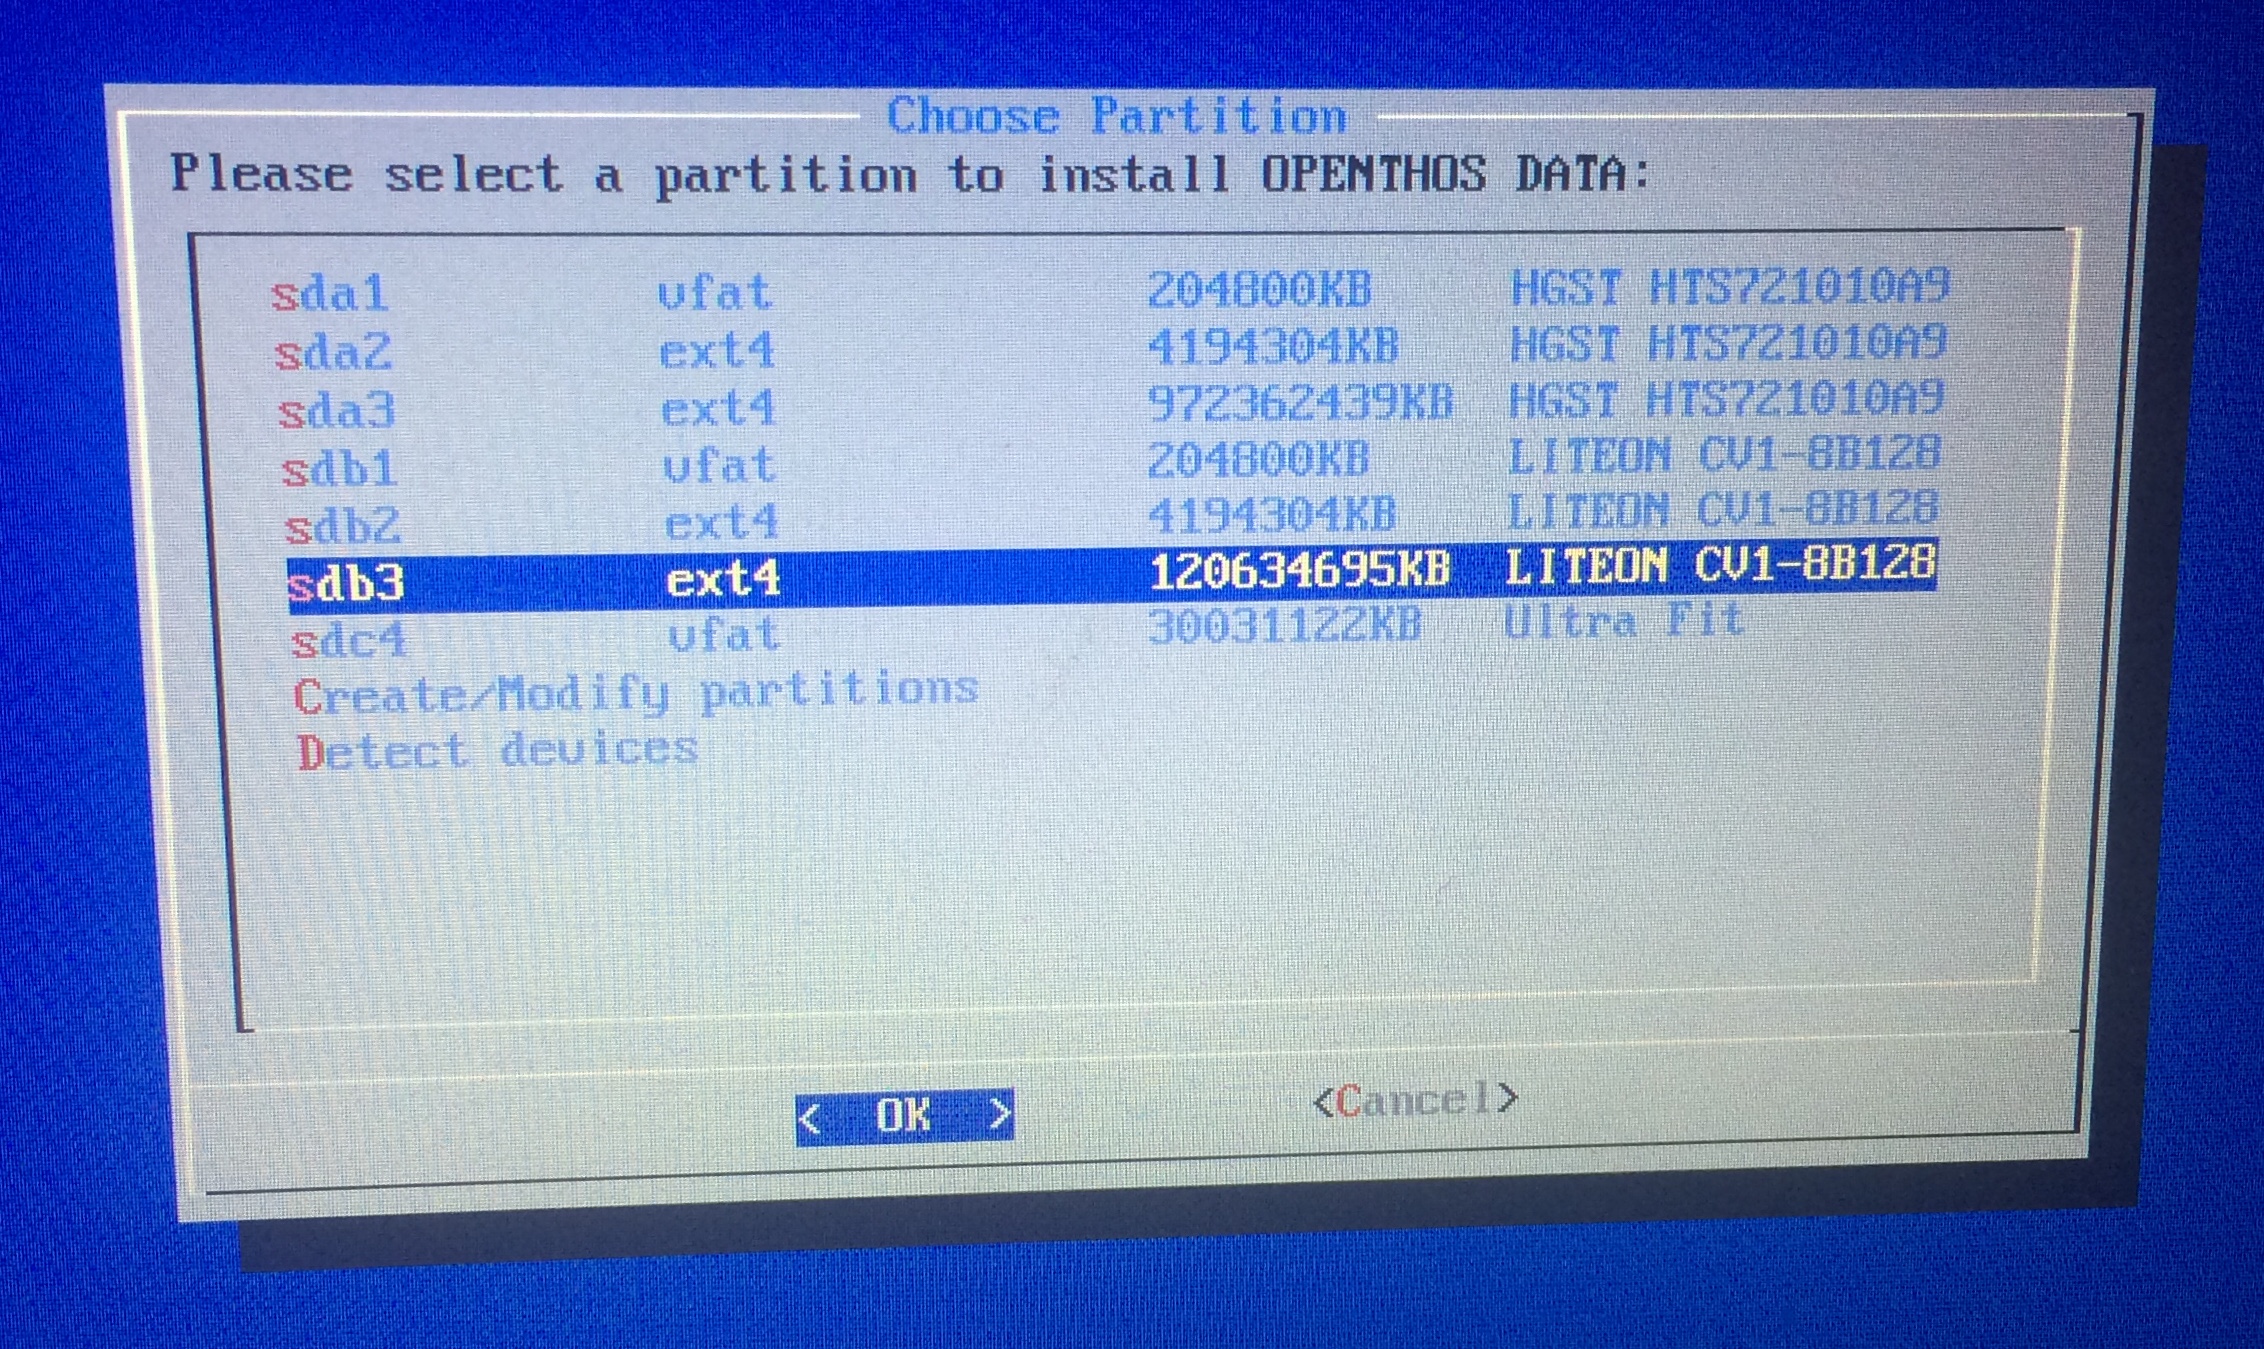 Choose Partition
Please select a partition to install OPENTHOS DATA:
sda1 vfat 204800KB HGST HTS721010A9
sda2 ext4 4194304KB HGST HTS721010A9
sda3 ext4 972362439KB HGST HTS721010A9
sdb1 vfat 204800KB LITEON CV1-8B128
sdb2 ext4 4194304KB LITEON CV1-8B128
sdb3 ext4 120634695KB LITEON CV1-8B128
sdc4 vfat 30031122KB Ultra Fit
Create/Modify partitions
Detect devices
< OK > <Cancel>